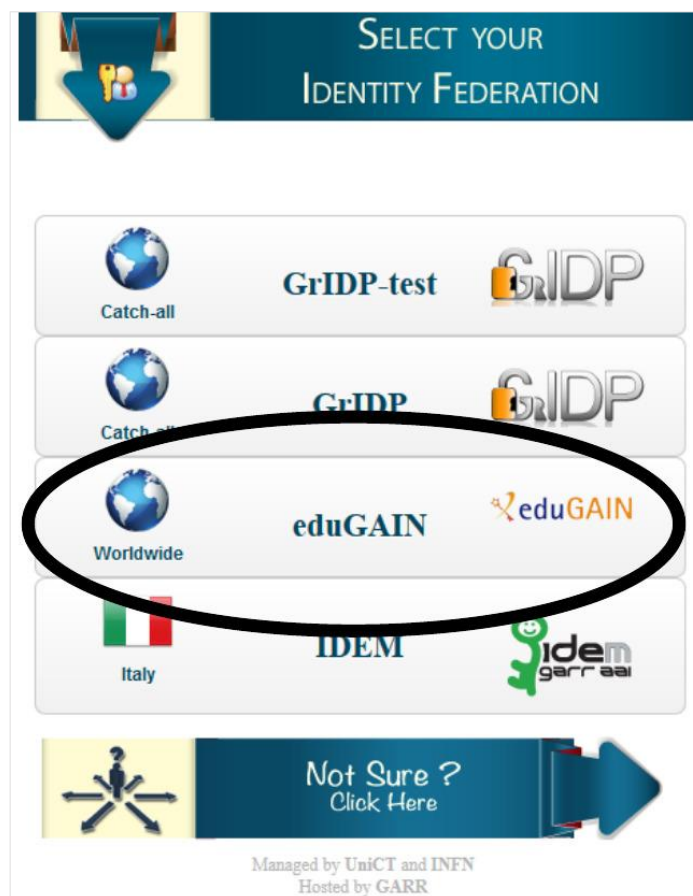 SELECT YOUR
IDENTITY FEDERATION
Catch-all
GrIDP-test
GrIDP
Catch-all
GrIDP
GrIDP
Worldwide
eduGAIN
eduGAIN
Italy
IDEM
idem
garr aai
?
Not Sure ?
Click Here
Managed by UniCT and INFN
Hosted by GARR